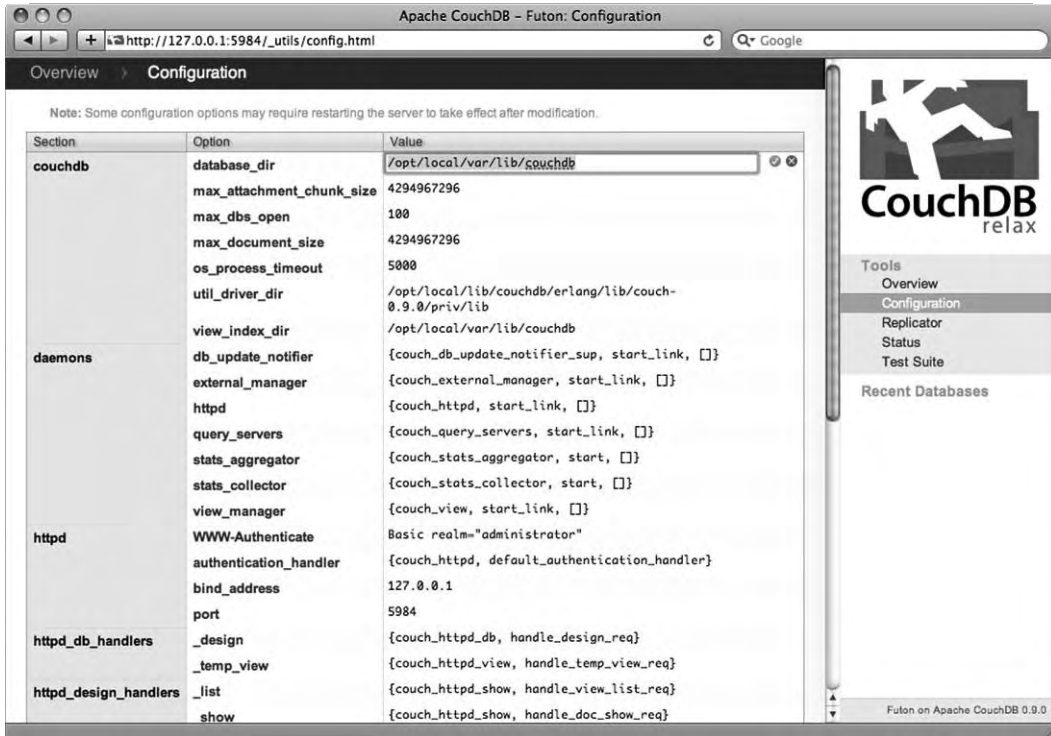 Apache CouchDB – Futon: Configuration
http://127.0.0.1:5984/_utils/config.html
Google
Overview Configuration
Note: Some configuration options may require restarting the server to take effect after modification.
Section Option Value
couchdb database_dir /opt/local/var/lib/couchdb
max_attachment_chunk_size 4294967296
max_dbs_open 100
max_document_size 4294967296
os_process_timeout 5000
util_driver_dir /opt/local/lib/couchdb/erlang/lib/couch-
0.9.0/priv/lib
view_index_dir /opt/local/var/lib/couchdb
daemons db_update_notifier {couch_db_update_notifier_sup, start_link, []}
external_manager {couch_external_manager, start_link, []}
httpd {couch_httpd, start_link, []}
query_servers {couch_query_servers, start_link, []}
stats_aggregator {couch_stats_aggregator, start, []}
stats_collector {couch_stats_collector, start, []}
view_manager {couch_view, start_link, []}
httpd WWW-Authenticate Basic realm="administrator"
authentication_handler {couch_httpd, default_authentication_handler}
bind_address 127.0.0.1
port 5984
httpd_db_handlers _design {couch_httpd_db, handle_design_req}
_temp_view {couch_httpd_view, handle_temp_view_req}
httpd_design_handlers _list {couch_httpd_show, handle_view_list_req}
_show {couch_httpd_show, handle_doc_show_req}
CouchDB
relax
Tools
Overview
Configuration
Replicator
Status
Test Suite
Recent Databases
Futon on Apache CouchDB 0.9.0